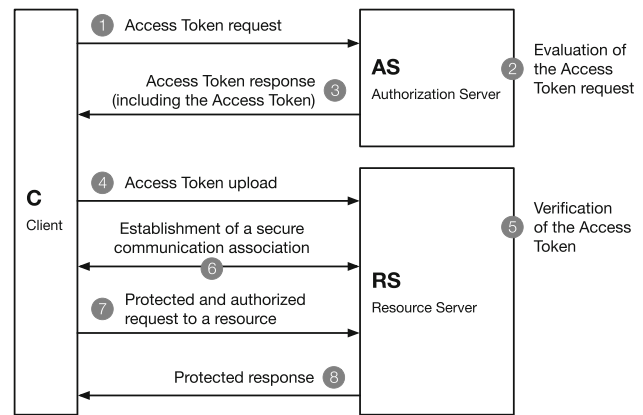 1 Access Token request
AS
Authorization Server
2 Evaluation of
the Access
Token request
Access Token response
(including the Access Token) 3
4 Access Token upload
C
Client
Establishment of a secure
communication association
6
5 Verification
of the Access
Token
RS
Resource Server
7 Protected and authorized
request to a resource
Protected response 8